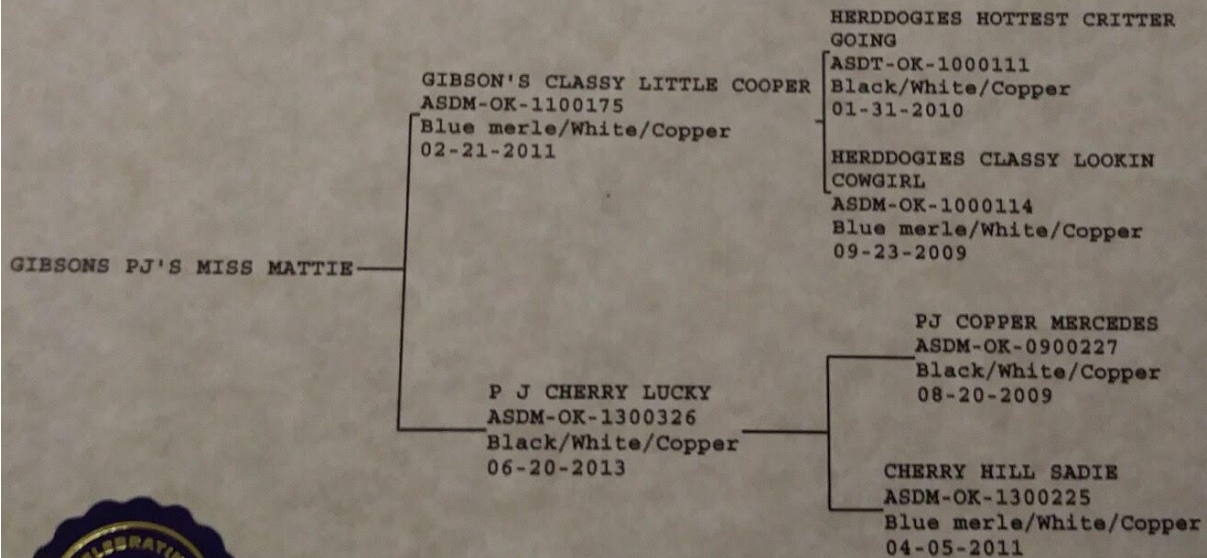 HERDDOGIES HOTTEST CRITTER
GOING
ASDT-OK-1000111
Black/White/Copper
01-31-2010
GIBSON'S CLASSY LITTLE COOPER
ASDM-OK-1100175
Blue merle/White/Copper
02-21-2011
HERDDOGIES CLASSY LOOKIN
COWGIRL
ASDM-OK-1000114
Blue merle/White/Copper
09-23-2009
GIBSONS PJ'S MISS MATTIE
PJ COPPER MERCEDES
ASDM-OK-0900227
Black/White/Copper
08-20-2009
P J CHERRY LUCKY
ASDM-OK-1300326
Black/White/Copper
06-20-2013
CHERRY HILL SADIE
ASDM-OK-1300225
Blue merle/White/Copper
04-05-2011